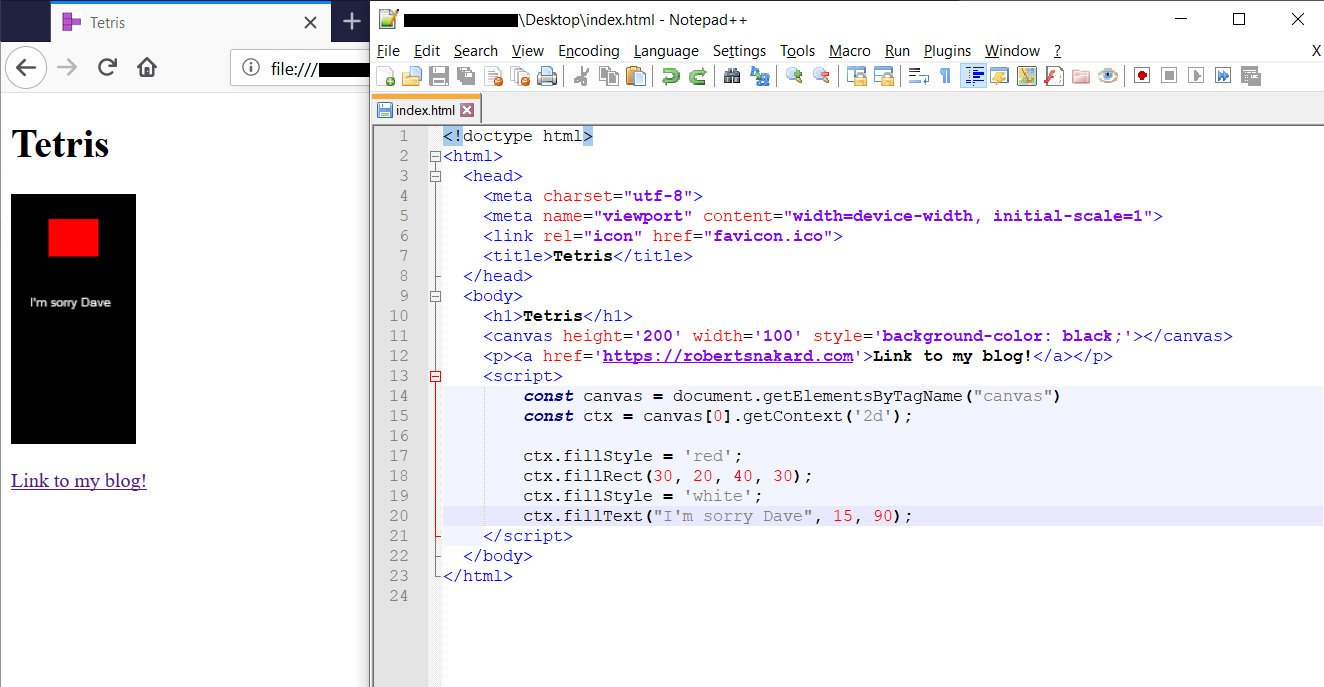 Tetris
file:///
Tetris
I'm sorry Dave
Link to my blog!
\Desktop\index.html - Notepad++
File Edit Search View Encoding Language Settings Tools Macro Run Plugins Window ? X
index.html
1 <!doctype html>
2 <html>
3 <head>
4 <meta charset="utf-8">
5 <meta name="viewport" content="width=device-width, initial-scale=1">
6 <link rel="icon" href="favicon.ico">
7 <title>Tetris</title>
8 </head>
9 <body>
10 <h1>Tetris</h1>
11 <canvas height='200' width='100' style='background-color: black;'></canvas>
12 <p><a href='https://robertsnakard.com'>Link to my blog!</a></p>
13 <script>
14 const canvas = document.getElementsByTagName("canvas")
15 const ctx = canvas[0].getContext('2d');
16
17 ctx.fillStyle = 'red';
18 ctx.fillRect(30, 20, 40, 30);
19 ctx.fillStyle = 'white';
20 ctx.fillText("I'm sorry Dave", 15, 90);
21 </script>
22 </body>
23 </html>
24